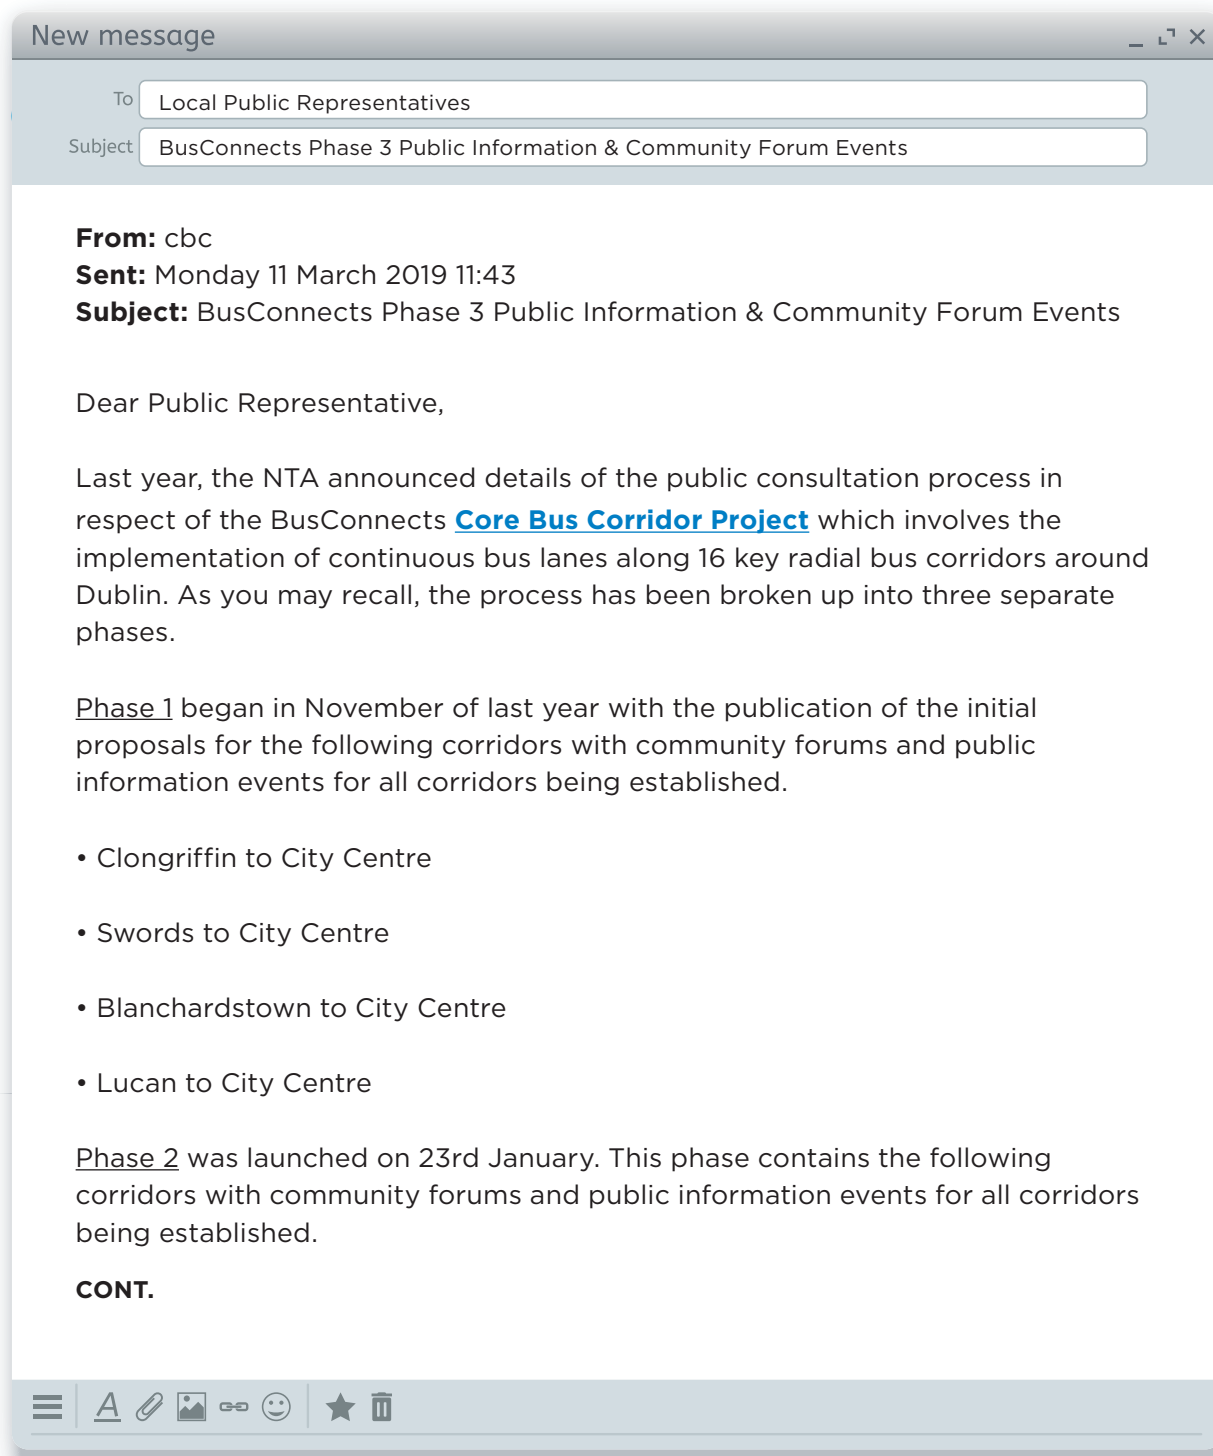 New message
To Local Public Representatives
Subject BusConnects Phase 3 Public Information & Community Forum Events
From: cbc
Sent: Monday 11 March 2019 11:43
Subject: BusConnects Phase 3 Public Information & Community Forum Events
Dear Public Representative,
Last year, the NTA announced details of the public consultation process in
respect of the BusConnects Core Bus Corridor Project which involves the
implementation of continuous bus lanes along 16 key radial bus corridors around
Dublin. As you may recall, the process has been broken up into three separate
phases.
Phase 1 began in November of last year with the publication of the initial
proposals for the following corridors with community forums and public
information events for all corridors being established.
• Clongriffin to City Centre
• Swords to City Centre
• Blanchardstown to City Centre
• Lucan to City Centre
Phase 2 was launched on 23rd January. This phase contains the following
corridors with community forums and public information events for all corridors
being established.
CONT.